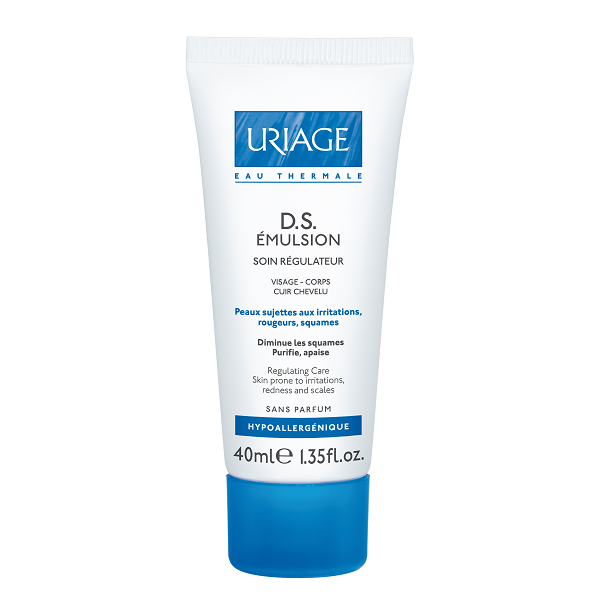 URIAGE
EAU THERMALE
D.S.
ÉMULSION
SOIN RÉGULATEUR
VISAGE - CORPS
CUIR CHEVELU
Peaux sujettes aux irritations,
rougeurs, squames
Diminue les squames
Purifie, apaise
Regulating Care
Skin prone to irritations,
redness and scales
SANS PARFUM
HYPOALLERGÉNIQUE
40ml℮ 1.35fl.oz.